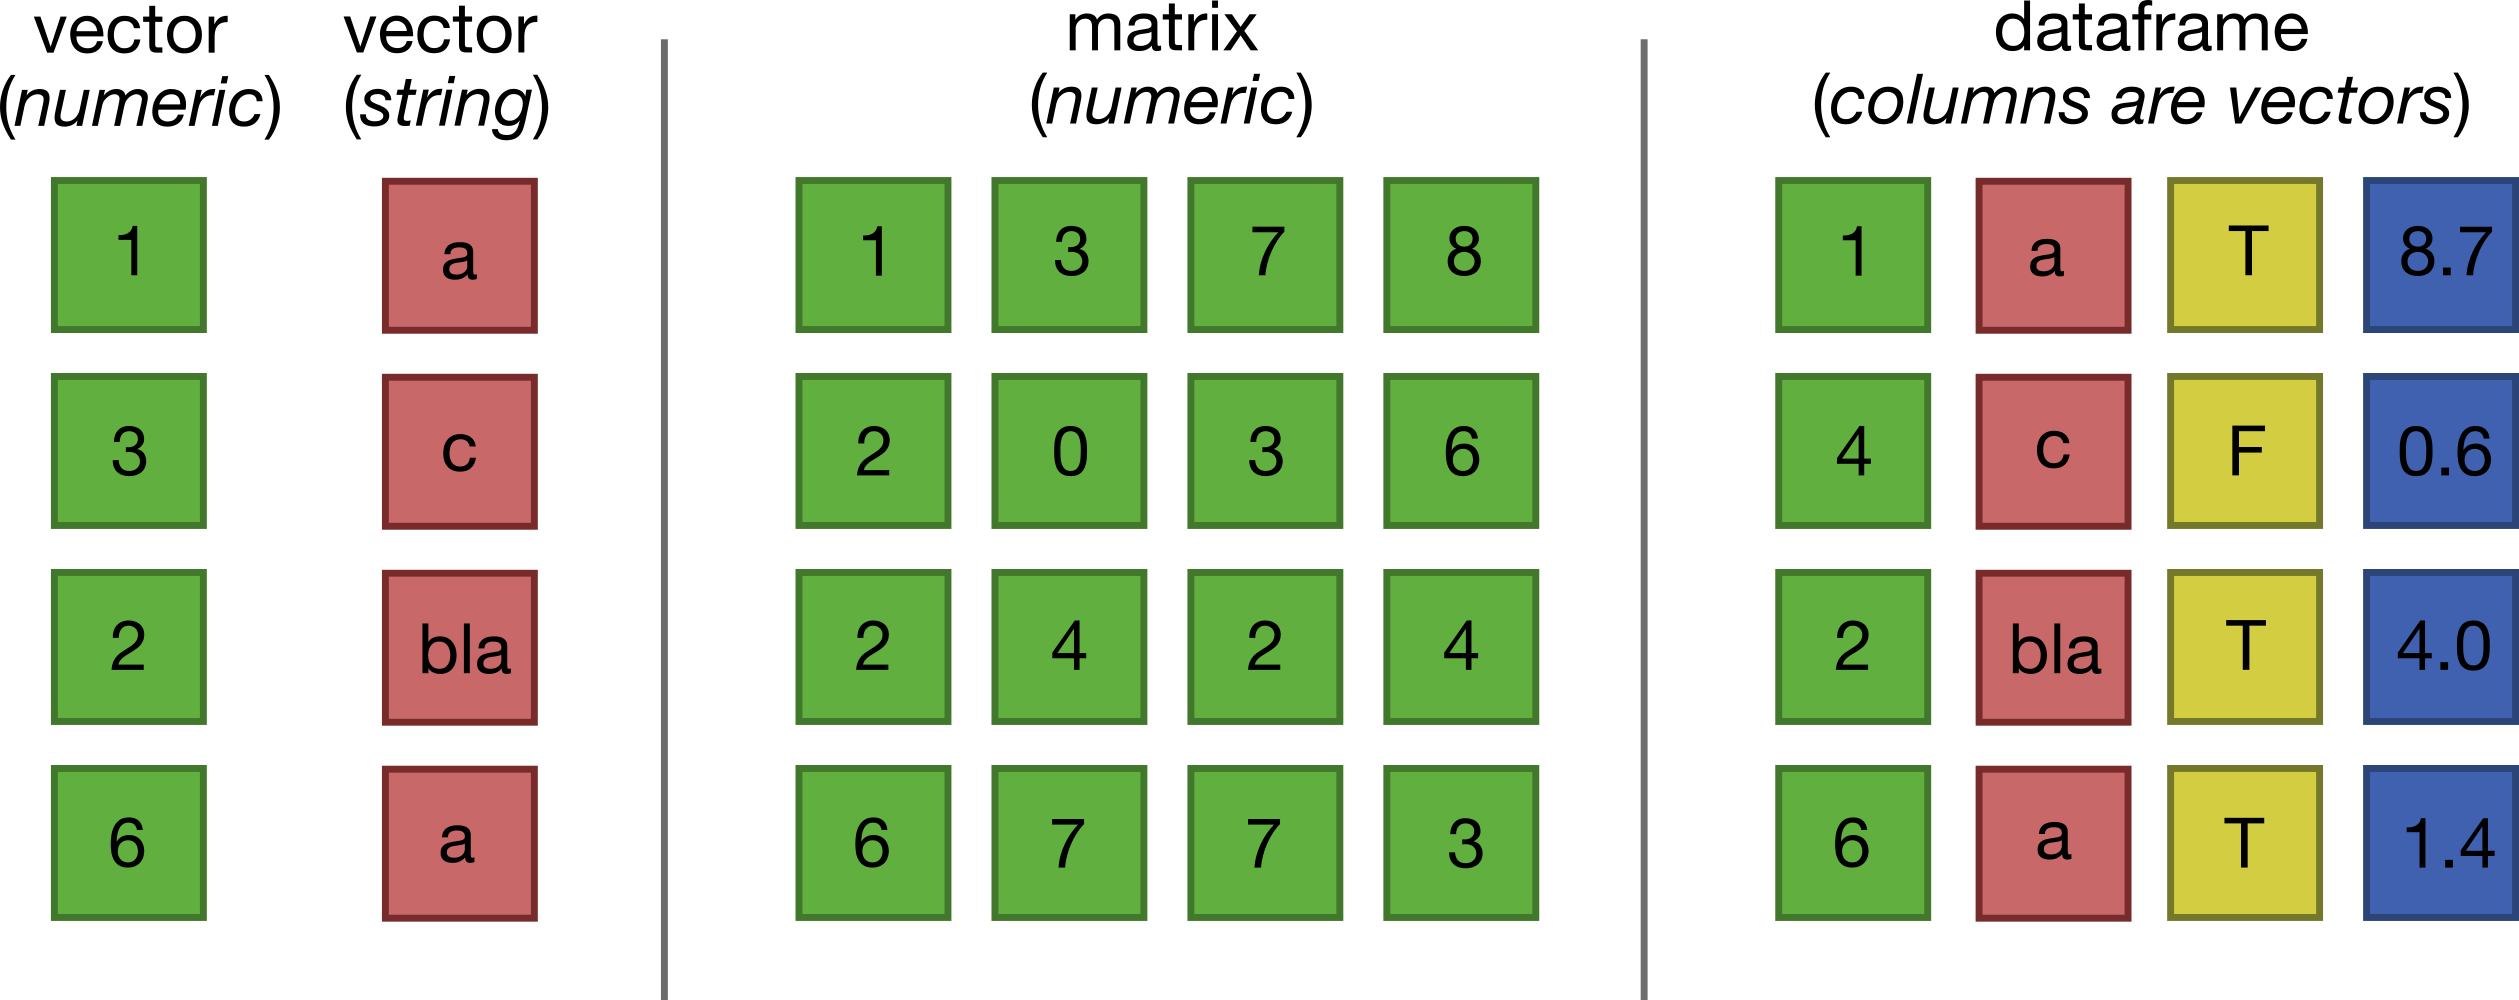 vector vector matrix dataframe
(numeric) (string) (numeric) (columns are vectors)
1 a 1 3 7 8 1 a T 8.7
3 c 2 0 3 6 4 c F 0.6
2 bla 2 4 2 4 2 bla T 4.0
6 a 6 7 7 3 6 a T 1.4